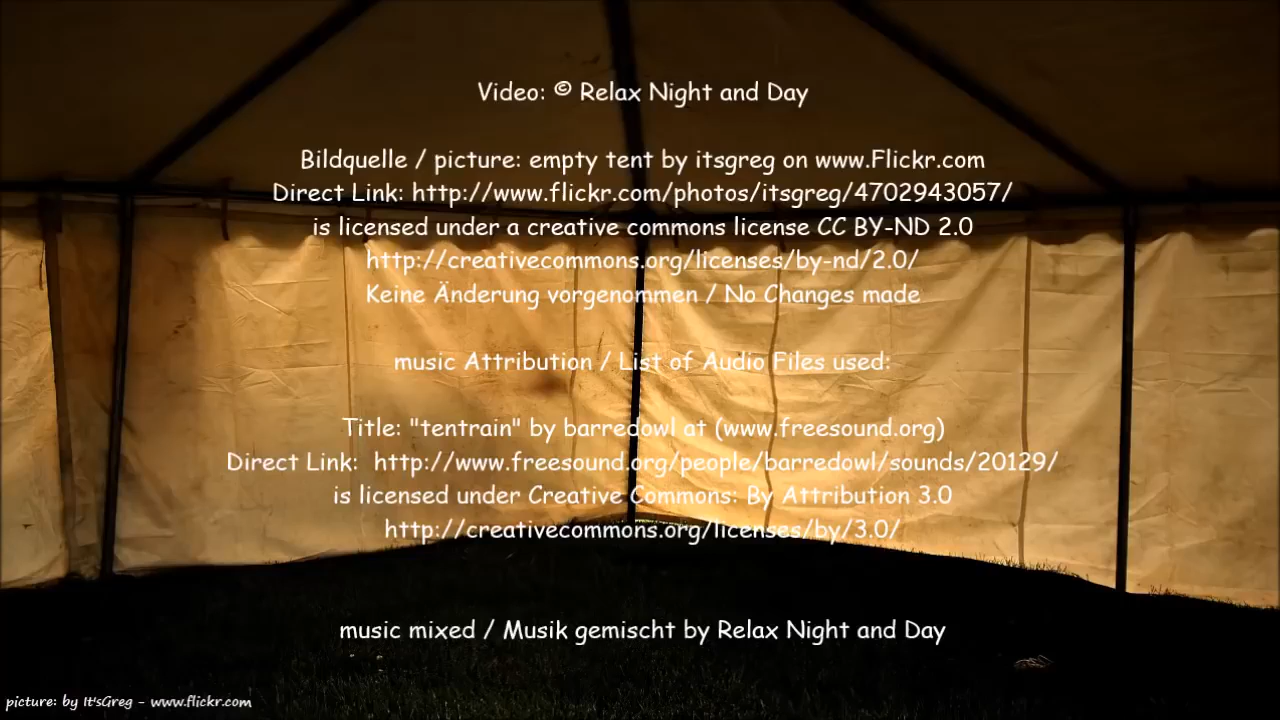 Video: © Relax Night and Day
Bildquelle / picture: empty tent by itsgreg on www.Flickr.com
Direct Link: http://www.flickr.com/photos/itsgreg/4702943057/
is licensed under a creative commons license CC BY-ND 2.0
http://creativecommons.org/licenses/by-nd/2.0/
Keine Änderung vorgenommen / No Changes made
music Attribution / List of Audio Files used:
Title: "tentrain" by barredowl at (www.freesound.org)
Direct Link:  http://www.freesound.org/people/barredowl/sounds/20129/
is licensed under Creative Commons: By Attribution 3.0
http://creativecommons.org/licenses/by/3.0/
music mixed / Musik gemischt by Relax Night and Day
picture: by It'sGreg - www.flickr.com